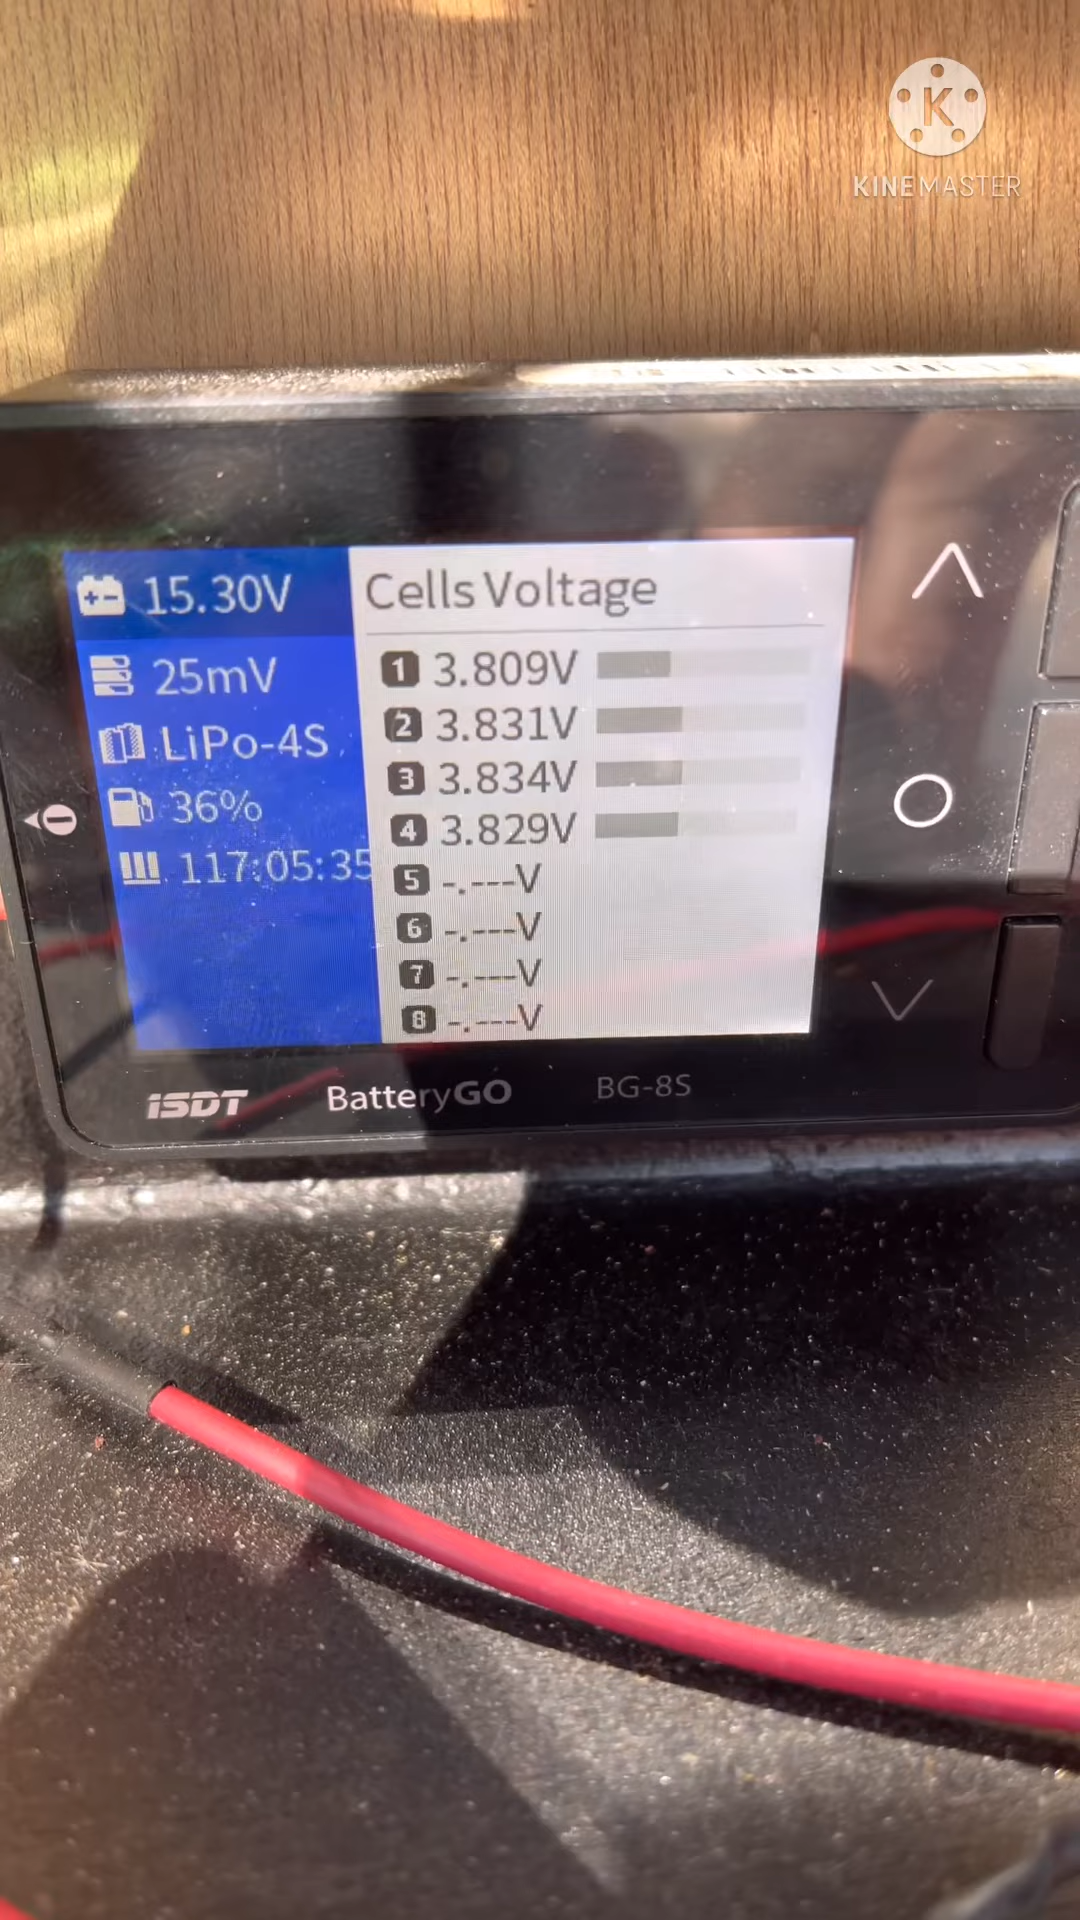 KINEMASTER
15.30V
25mV
LiPo-4S
36%
117:05:35
Cells Voltage
1 3.809V
2 3.831V
3 3.834V
4 3.829V
5 -.---V
6 -.---V
7 -.---V
8 -.---V
ISDT BatteryGO BG-8S